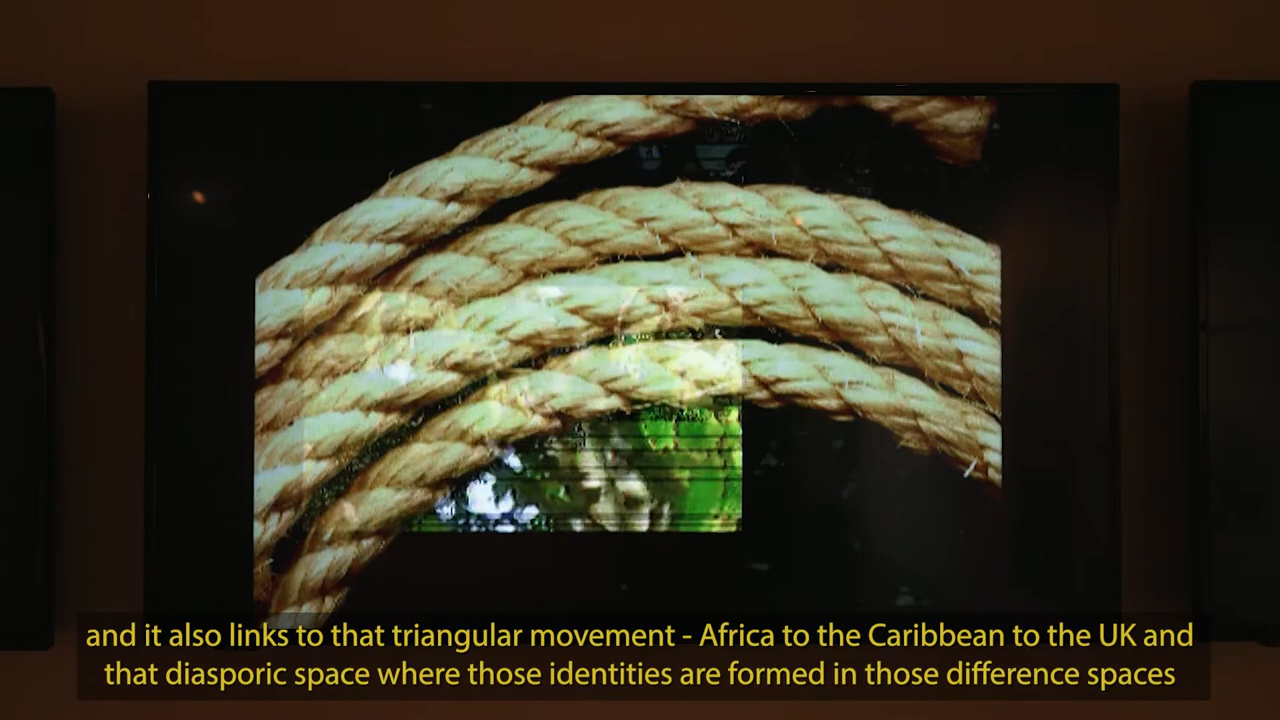 and it also links to that triangular movement - Africa to the Caribbean to the UK and
that diasporic space where those identities are formed in those difference spaces